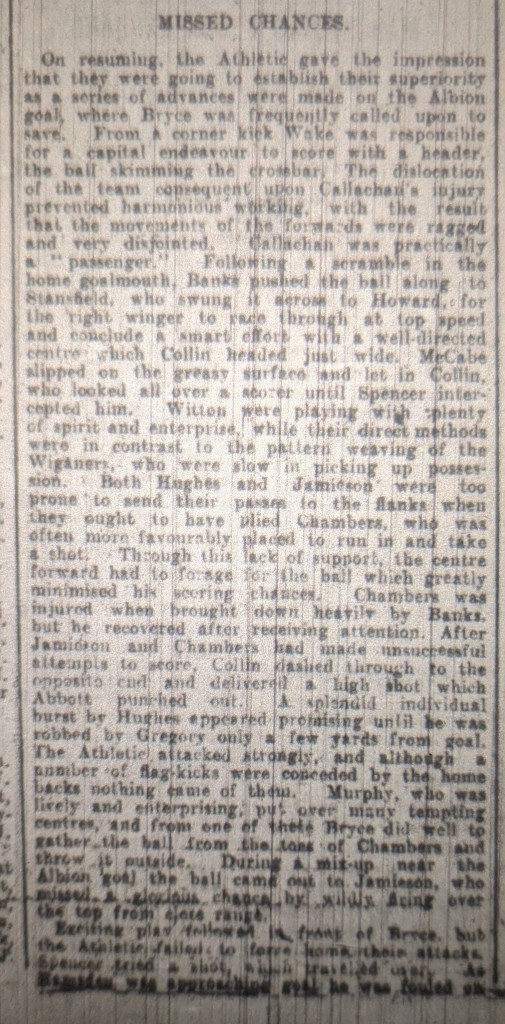 MISSED CHANCES.
On resuming, the Athletic gave the impression
that they were going to establish their superiority
as a series of advances were made on the Albion
goal, where Bryce was frequently called upon to
save. From a corner kick Wake was responsible
for a capital endeavour to score with a header,
the ball skimming the crossbar. The dislocation
of the team consequent upon Callachan's injury
prevented harmonious working, with the result
that the movements of the forwards were ragged
and very disjointed. Callachan was practically
a "passenger." Following a scramble in the
home goalmouth, Banks pushed the ball along to
Stansfield, who swung it across to Howard, for
the right winger to race through at top speed
and conclude a smart effort with a well-directed
centre which Collin headed just wide. McCabe
slipped on the greasy surface and let in Collin,
who looked all over a scorer until Spencer inter-
cepted him. Witton were playing with plenty
of spirit and enterprise, while their direct methods
were in contrast to the pattern weaving of the
Wiganers, who were slow in picking up posses-
sion. Both Hughes and Jamieson were too
prone to send their passes to the flanks when
they ought to have plied Chambers, who was
often more favourably placed to run in and take
a shot. Through this lack of support, the centre
forward had to forage for the ball which greatly
minimised his scoring chances. Chambers was
injured when brought down heavily by Banks,
but he recovered after receiving attention. After
Jamieson and Chambers had made unsuccessful
attempts to score, Collin dashed through to the
opposite end and delivered a high shot which
Abbott punched out. A splendid individual
burst by Hughes appeared promising until he was
robbed by Gregory only a few yards from goal.
The Athletic attacked strongly, and although a
number of flag-kicks were conceded by the home
backs nothing came of them. Murphy, who was
lively and enterprising, put over many tempting
centres, and from one of these Bryce did well to
gather the ball from the toes of Chambers and
throw it outside. During a mix-up near the
Albion goal the ball came out to Jamieson, who
missed a glorious chance by wildly firing over
the top from close range.
Exciting play followed in front of Bryce, but
the Athletic failed to force home their attacks.
Spencer tried a shot, which travelled over. As
was approaching goal he was fouled on